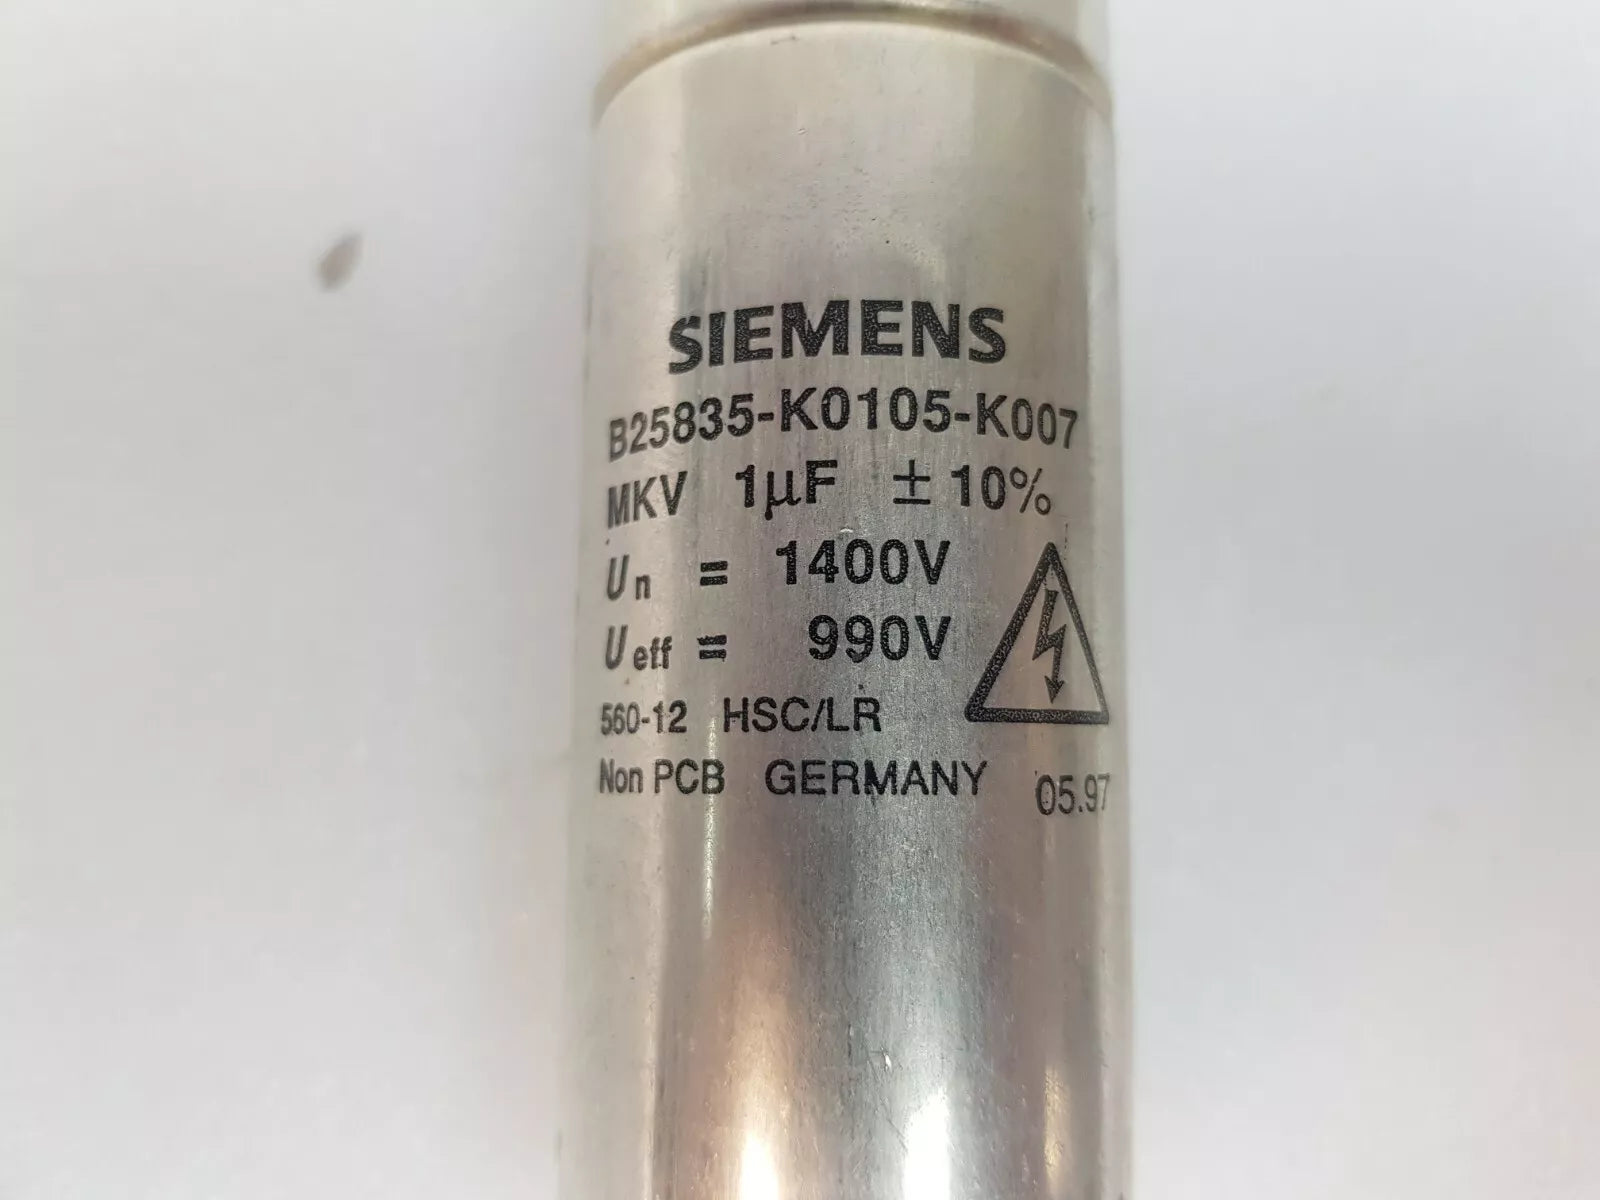 SIEMENS
B25835-K0105-K007
MKV 1µF ± 10%
Un = 1400V
Ueff = 990V
560-12 HSC/LR
Non PCB GERMANY 05.97